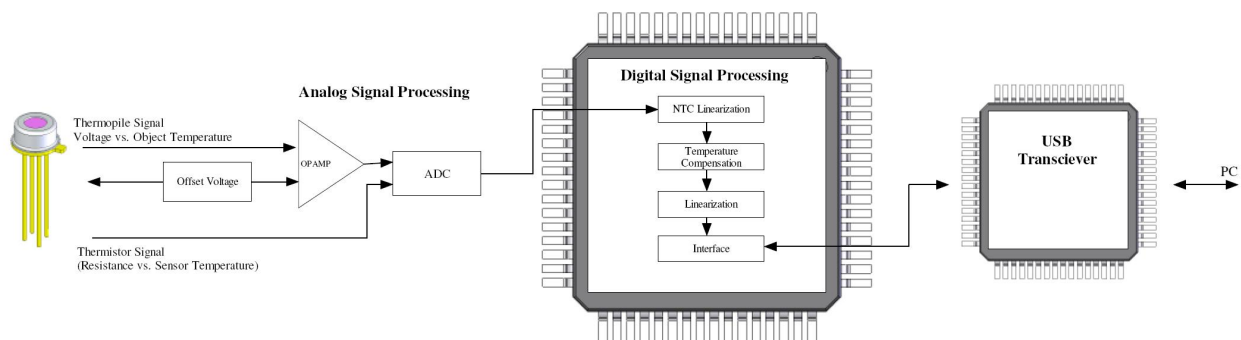 Analog Signal Processing
Thermopile Signal
Voltage vs. Object Temperature
Offset Voltage
OPAMP
ADC
Thermistor Signal
(Resistance vs. Sensor Temperature)
Digital Signal Processing
NTC Linearization
Temperature
Compensation
Linearization
Interface
USB
Transciever
PC